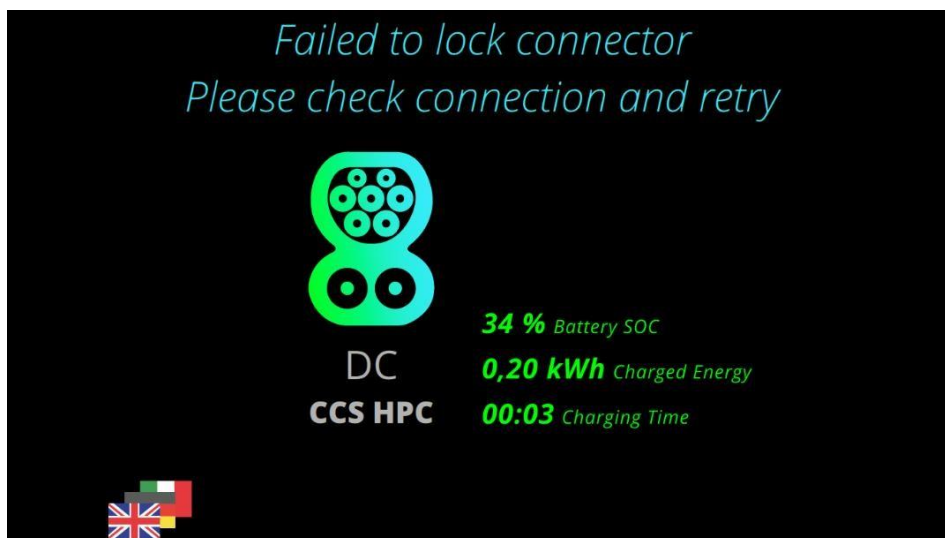 Failed to lock connector
Please check connection and retry
34 % Battery SOC
DC
0,20 kWh Charged Energy
CCS HPC
00:03 Charging Time